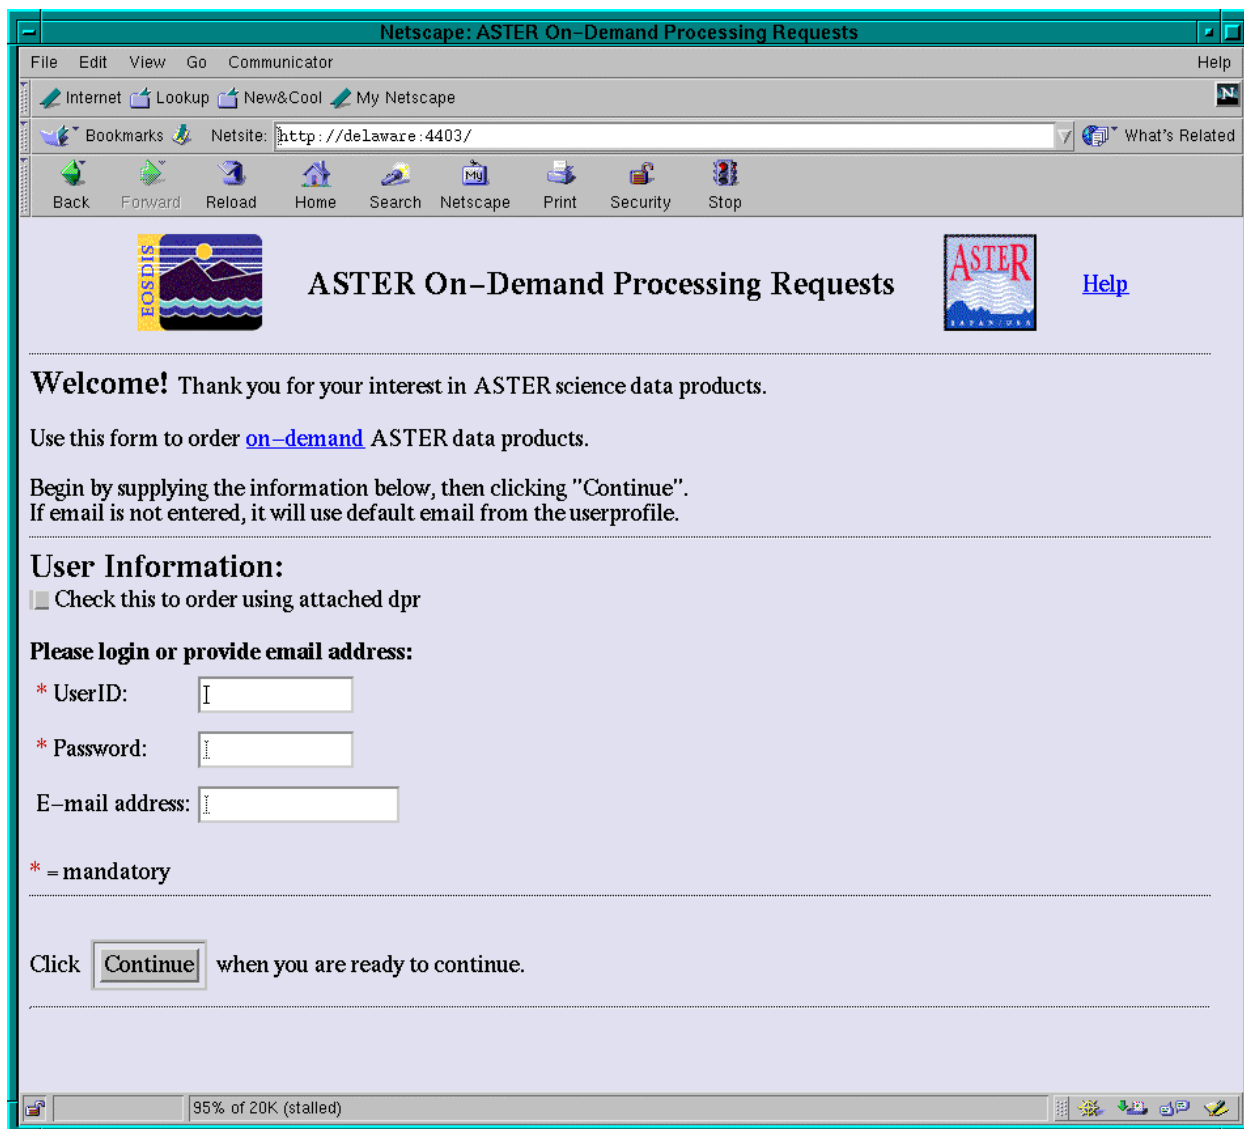 Netscape: ASTER On-Demand Processing Requests
File Edit View Go Communicator Help
Internet Lookup New&Cool My Netscape N
Bookmarks Netsite: http://delaware:4403/ What's Related
My
Back Forward Reload Home Search Netscape Print Security Stop
EOSDIS ASTER On-Demand Processing Requests ASTER Help
JAPAN/USA
Welcome! Thank you for your interest in ASTER science data products.
Use this form to order on-demand ASTER data products.
Begin by supplying the information below, then clicking "Continue".
If email is not entered, it will use default email from the userprofile.
User Information:
Check this to order using attached dpr
Please login or provide email address:
* UserID:
* Password:
E-mail address:
* = mandatory
Click Continue when you are ready to continue.
95% of 20K (stalled)